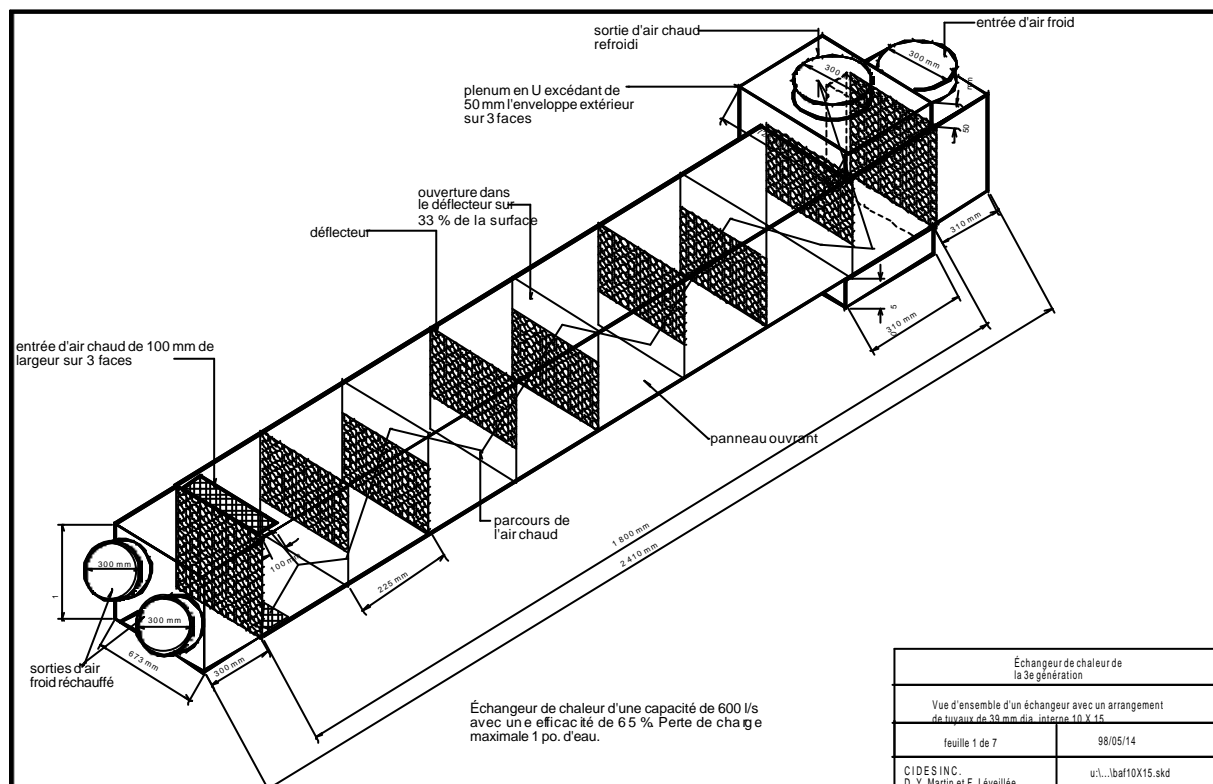 sortie d'air chaud
refroidi
entrée d'air froid
300
300 mm
plenum en U excédant de
50 mm l'enveloppe extérieur
sur 3 faces
mm
50
ouverture dans
le déflecteur sur
33 % de la surface
déflecteur
310 mm
5
310 mm
entrée d'air chaud de 100 mm de
largeur sur 3 faces
panneau ouvrant
parcours de
l'air chaud
1 800 mm
2 410 mm
100 mm
225 mm
300 mm
1
300 mm
673 mm
300 mm
sorties d'air
froid réchauffé
Échangeur de chaleur d'une capacité de 600 l/s
avec une efficacité de 65 %. Perte de charge
maximale 1 po. d'eau.
Échangeur de chaleur de
la 3e génération
Vue d'ensemble d'un échangeur avec un arrangement
de tuyaux de 39 mm dia. interne 10 X 15
feuille 1 de 7
98/05/14
CIDES INC.
D. Y. Martin et F. Léveillée
u:\...\baf10X15.skd